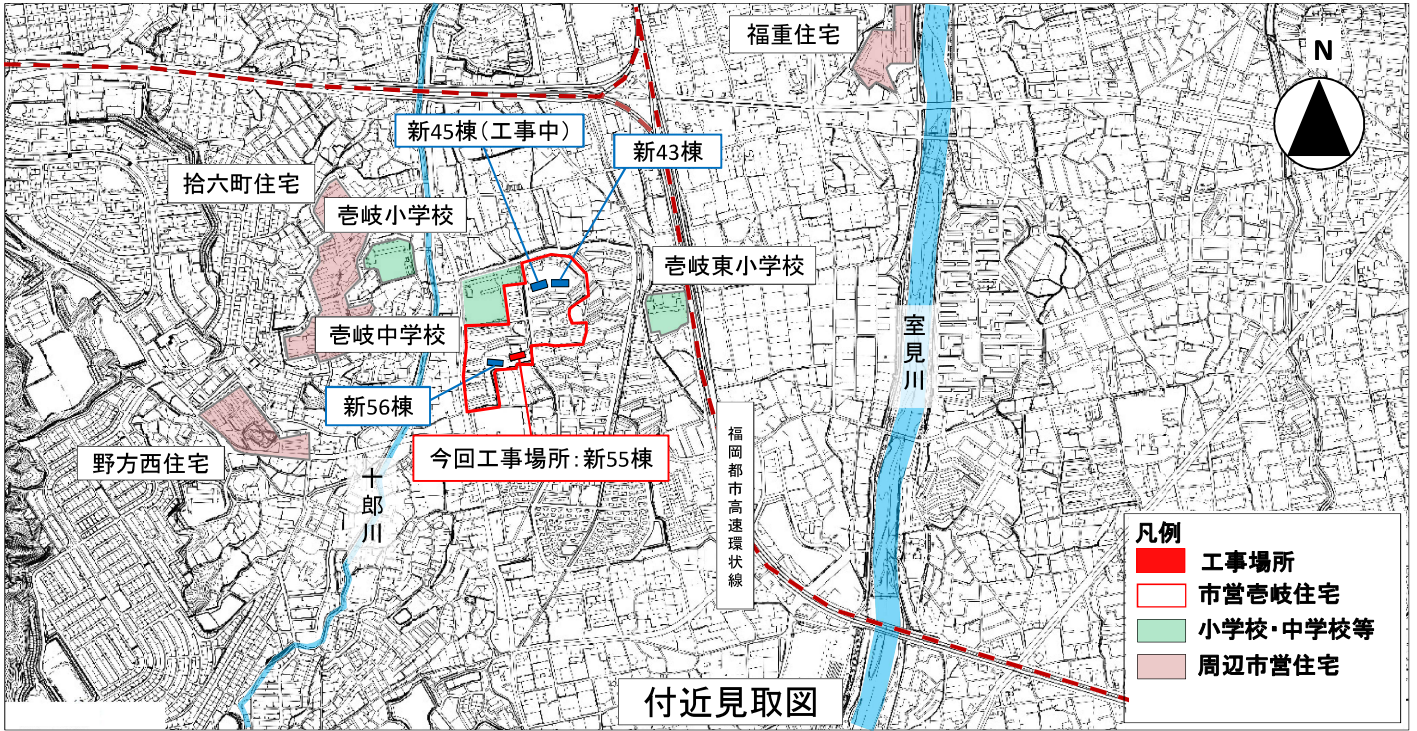 福重住宅
N
新45棟(工事中)
新43棟
拾六町住宅
壱岐小学校
壱岐東小学校
壱岐中学校
室見川
新56棟
今回工事場所:新55棟
野方西住宅
十郎川
福岡都市高速環状線
凡例
工事場所
市営壱岐住宅
小学校・中学校等
周辺市営住宅
付近見取図